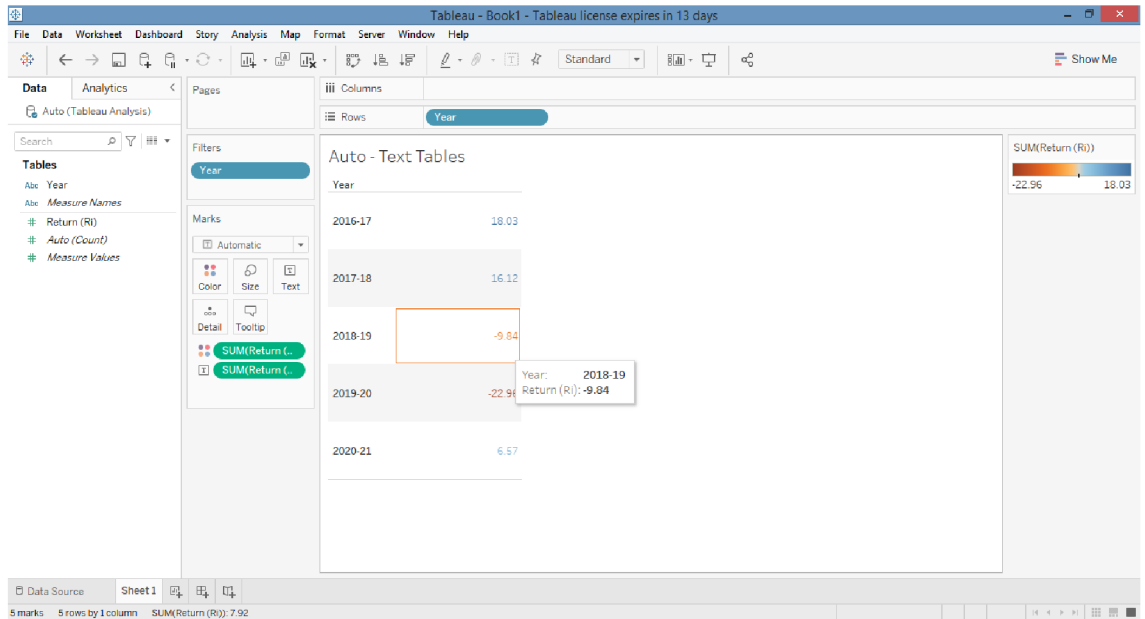 Tableau - Book1 - Tableau license expires in 13 days
File Data Worksheet Dashboard Story Analysis Map Format Server Window Help
Standard
Show Me
Data Analytics
Auto (Tableau Analysis)
Search
Tables
Abc Year
Abc Measure Names
# Return (Ri)
# Auto (Count)
# Measure Values
Pages
Filters
Year
Marks
Automatic
Color Size Text
Detail Tooltip
SUM(Return (..
SUM(Return (..
Columns
Rows Year
Auto - Text Tables
Year
2016-17 18.03
2017-18 16.12
2018-19 -9.84
2019-20 -22.96
2020-21 6.57
Year: 2018-19
Return (Ri): -9.84
SUM(Return (Ri))
-22.96 18.03
Data Source Sheet 1
5 marks 5 rows by 1 column SUM(Return (Ri)): 7.92